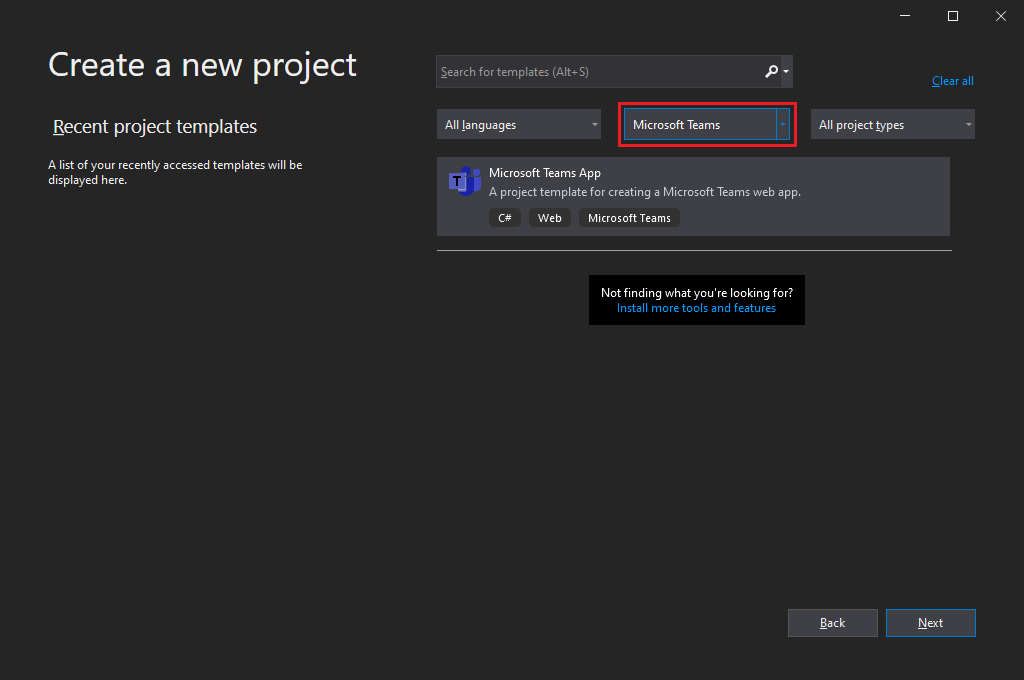 Create a new project
Search for templates (Alt+S)
Clear all
Recent project templates
All languages
Microsoft Teams
All project types
A list of your recently accessed templates will be
displayed here.
T
Microsoft Teams App
A project template for creating a Microsoft Teams web app.
C#
Web
Microsoft Teams
Not finding what you're looking for?
Install more tools and features
Back
Next